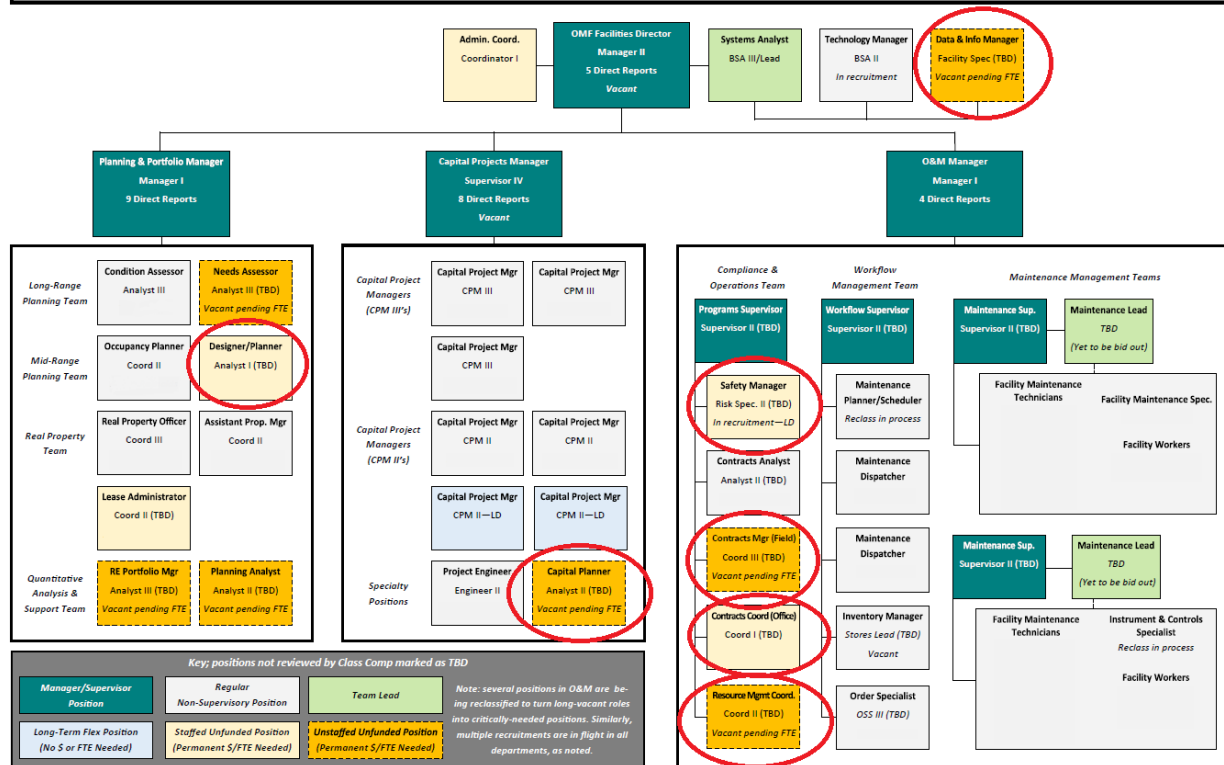 Admin. Coord.
Coordinator I
OMF Facilities Director
Manager II
5 Direct Reports
Vacant
Systems Analyst
BSA III/Lead
Technology Manager
BSA II
In recruitment
Data & Info Manager
Facility Spec (TBD)
Vacant pending FTE
Planning & Portfolio Manager
Manager I
9 Direct Reports
Capital Projects Manager
Supervisor IV
8 Direct Reports
Vacant
O&M Manager
Manager I
4 Direct Reports
Long-Range
Planning Team
Condition Assessor
Analyst III
Needs Assessor
Analyst III (TBD)
Vacant pending FTE
Mid-Range
Planning Team
Occupancy Planner
Coord II
Designer/Planner
Analyst I (TBD)
Real Property
Team
Real Property Officer
Coord III
Assistant Prop. Mgr
Coord II
Lease Administrator
Coord II (TBD)
Quantitative
Analysis &
Support Team
RE Portfolio Mgr
Analyst III (TBD)
Vacant pending FTE
Planning Analyst
Analyst II (TBD)
Vacant pending FTE
Capital Project
Managers
(CPM III's)
Capital Project Mgr
CPM III
Capital Project Mgr
CPM III
Capital Project Mgr
CPM III
Capital Project
Managers
(CPM II's)
Capital Project Mgr
CPM II
Capital Project Mgr
CPM II
Capital Project Mgr
CPM II—LD
Capital Project Mgr
CPM II—LD
Specialty
Positions
Project Engineer
Engineer II
Capital Planner
Analyst II (TBD)
Vacant pending FTE
Compliance &
Operations Team
Programs Supervisor
Supervisor II (TBD)
Safety Manager
Risk Spec. II (TBD)
In recruitment—LD
Contracts Analyst
Analyst II (TBD)
Contracts Mgr (Field)
Coord III (TBD)
Vacant pending FTE
Contracts Coord (Office)
Coord I (TBD)
Resource Mgmt Coord.
Coord II (TBD)
Vacant pending FTE
Workflow
Management Team
Workflow Supervisor
Supervisor II (TBD)
Maintenance
Planner/Scheduler
Reclass in process
Maintenance
Dispatcher
Maintenance
Dispatcher
Inventory Manager
Stores Lead (TBD)
Vacant
Order Specialist
OSS III (TBD)
Maintenance Management Teams
Maintenance Sup.
Supervisor II (TBD)
Maintenance Lead
TBD
(Yet to be bid out)
Facility Maintenance
Technicians
Facility Maintenance Spec.
Facility Workers
Maintenance Sup.
Supervisor II (TBD)
Maintenance Lead
TBD
(Yet to be bid out)
Facility Maintenance
Technicians
Instrument & Controls
Specialist
Reclass in process
Facility Workers
Key; positions not reviewed by Class Comp marked as TBD
Manager/Supervisor
Position
Regular
Non-Supervisory Position
Team Lead
Long-Term Flex Position
(No $ or FTE Needed)
Staffed Unfunded Position
(Permanent $/FTE Needed)
Unstaffed Unfunded Position
(Permanent $/FTE Needed)
Note: several positions in O&M are be-
ing reclassified to turn long-vacant roles
into critically-needed positions. Similarly,
multiple recruitments are in flight in all
departments, as noted.